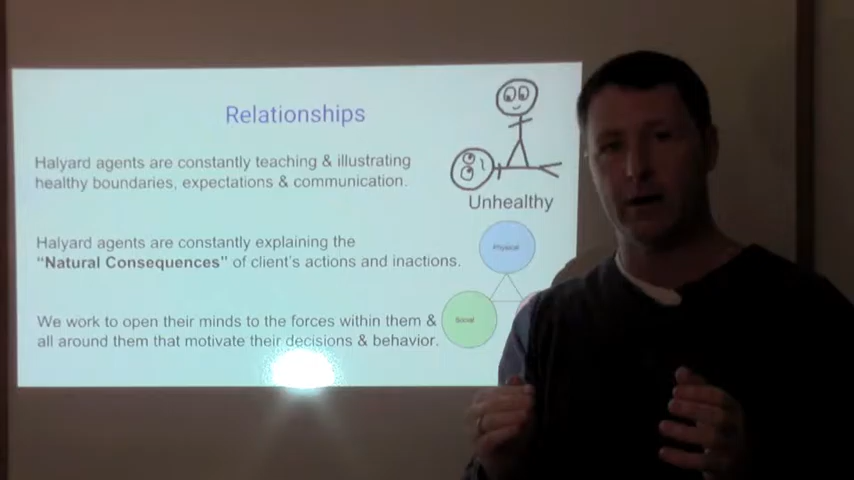 Relationships
Halyard agents are constantly teaching & illustrating
healthy boundaries, expectations & communication.
Unhealthy
Halyard agents are constantly explaining the
“Natural Consequences” of client's actions and inactions.
Physical
We work to open their minds to the forces within them &
all around them that motivate their decisions & behavior.
Social